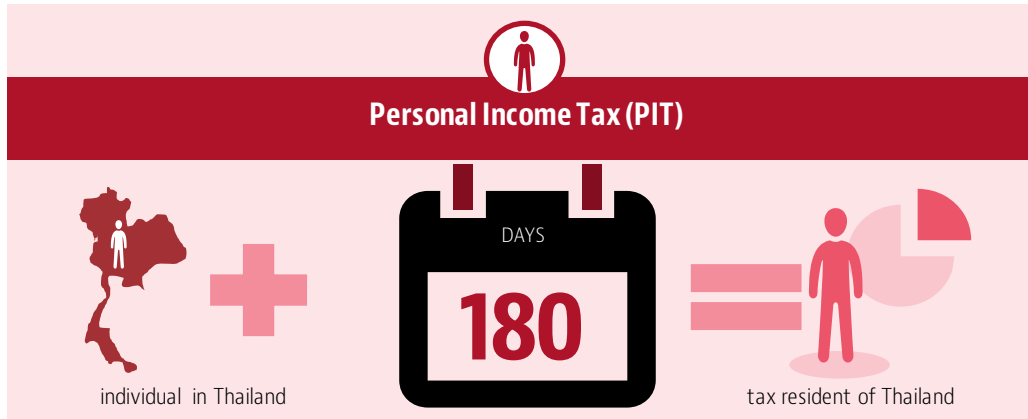 Personal Income Tax (PIT)
DAYS
180
individual in Thailand
tax resident of Thailand